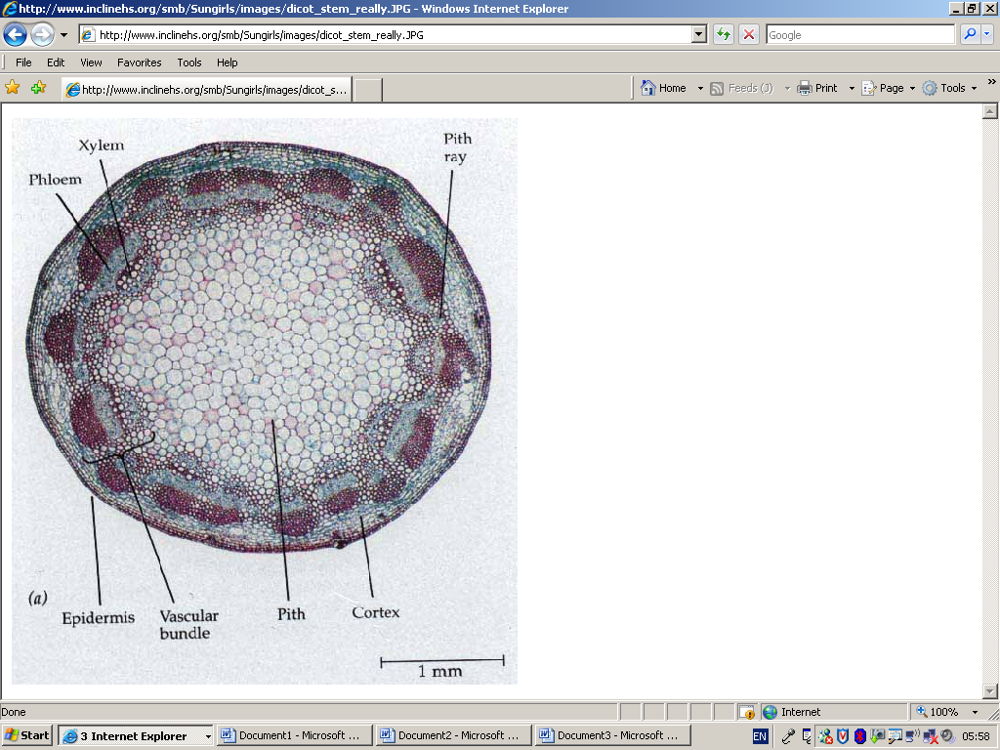 http://www.inclinehs.org/smb/Sungirls/images/dicot_stem_really.JPG - Windows Internet Explorer
http://www.inclinehs.org/smb/Sungirls/images/dicot_stem_really.JPG
Google
File Edit View Favorites Tools Help
http://www.inclinehs.org/smb/Sungirls/images/dicot_s...
Home Feeds (J) Print Page Tools »
Xylem
Pith
ray
Phloem
(a)
Epidermis
Vascular
bundle
Pith
Cortex
1 mm
Done
Internet
100%
Start
3 Internet Explorer
Document1 - Microsoft ...
Document2 - Microsoft ...
Document3 - Microsoft ...
EN
05:58